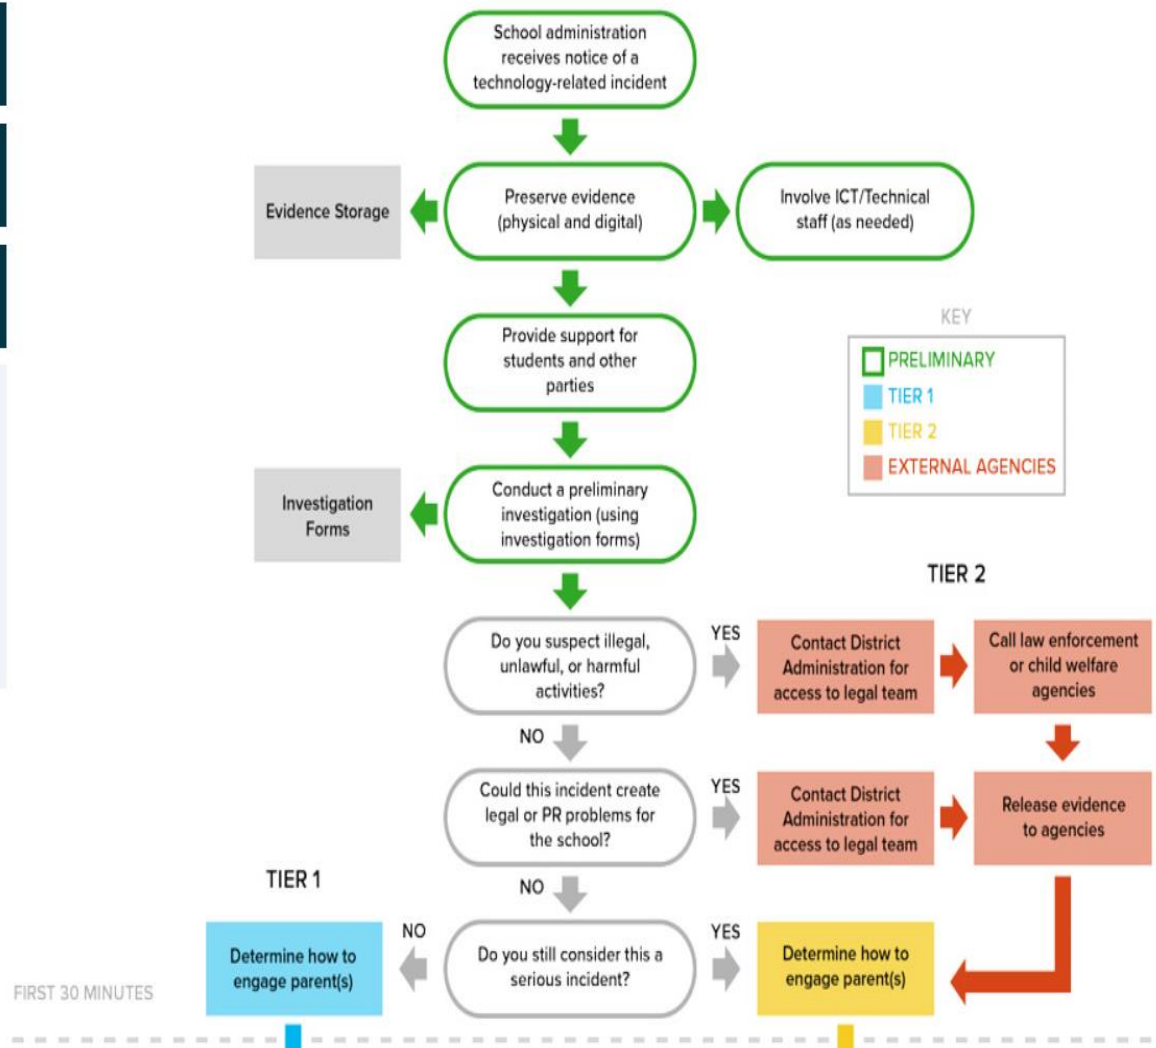 School administration
receives notice of a
technology-related incident
Evidence Storage
Preserve evidence
(physical and digital)
Involve ICT/Technical
staff (as needed)
Provide support for
students and other
parties
KEY
PRELIMINARY
TIER 1
TIER 2
EXTERNAL AGENCIES
Investigation
Forms
Conduct a preliminary
investigation (using
investigation forms)
TIER 2
Do you suspect illegal,
unlawful, or harmful
activities?
YES
Contact District
Administration for
access to legal team
Call law enforcement
or child welfare
agencies
NO
Could this incident create
legal or PR problems for
the school?
YES
Contact District
Administration for
access to legal team
Release evidence
to agencies
TIER 1
NO
Determine how to
engage parent(s)
NO
Do you still consider this a
serious incident?
YES
Determine how to
engage parent(s)
FIRST 30 MINUTES